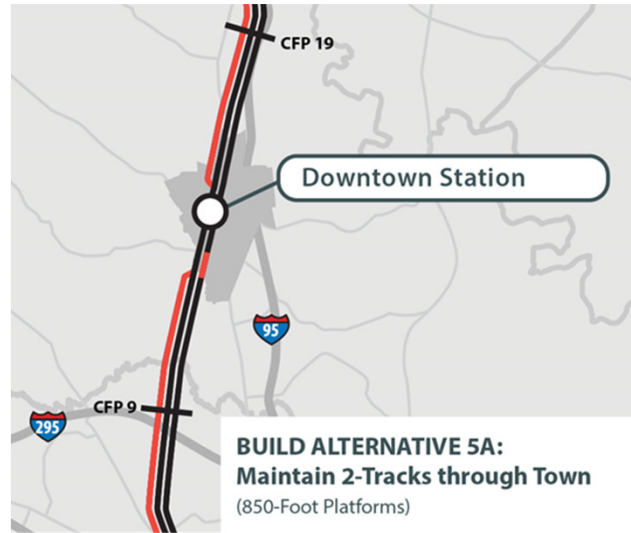 CFP 19
Downtown Station
95
CFP 9
295
BUILD ALTERNATIVE 5A:
Maintain 2-Tracks through Town
(850-Foot Platforms)